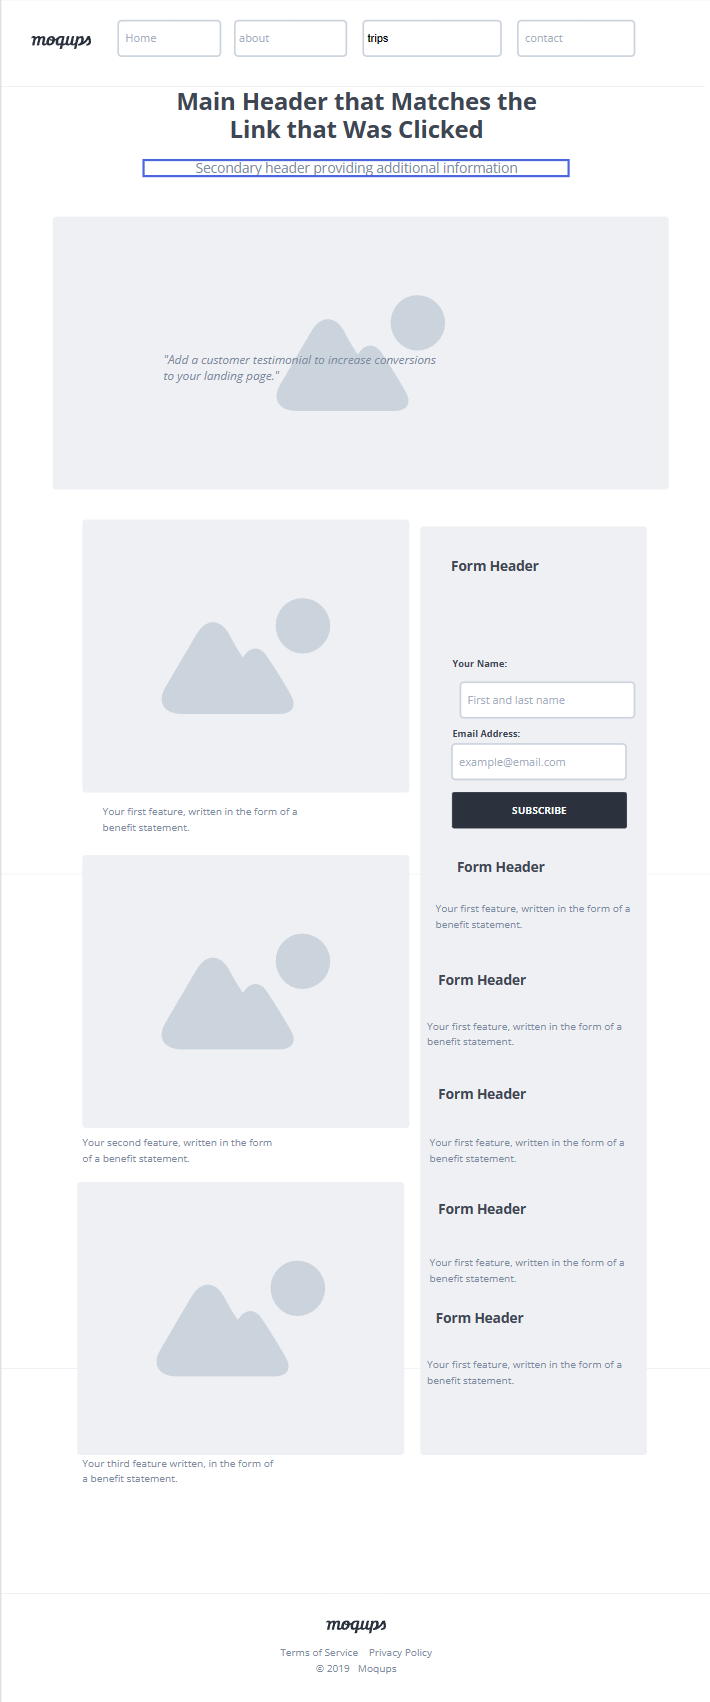 moqups
Home
about
trips
contact
Main Header that Matches the
Link that Was Clicked
Secondary header providing additional information
"Add a customer testimonial to increase conversions
to your landing page."
Form Header
Your Name:
First and last name
Email Address:
example@email.com
SUBSCRIBE
Your first feature, written in the form of a
benefit statement.
Form Header
Your first feature, written in the form of a
benefit statement.
Form Header
Your first feature, written in the form of a
benefit statement.
Form Header
Your second feature, written in the form
of a benefit statement.
Your first feature, written in the form of a
benefit statement.
Form Header
Your first feature, written in the form of a
benefit statement.
Form Header
Your first feature, written in the form of a
benefit statement.
Your third feature written, in the form of
a benefit statement.
moqups
Terms of Service Privacy Policy
© 2019 Moqups